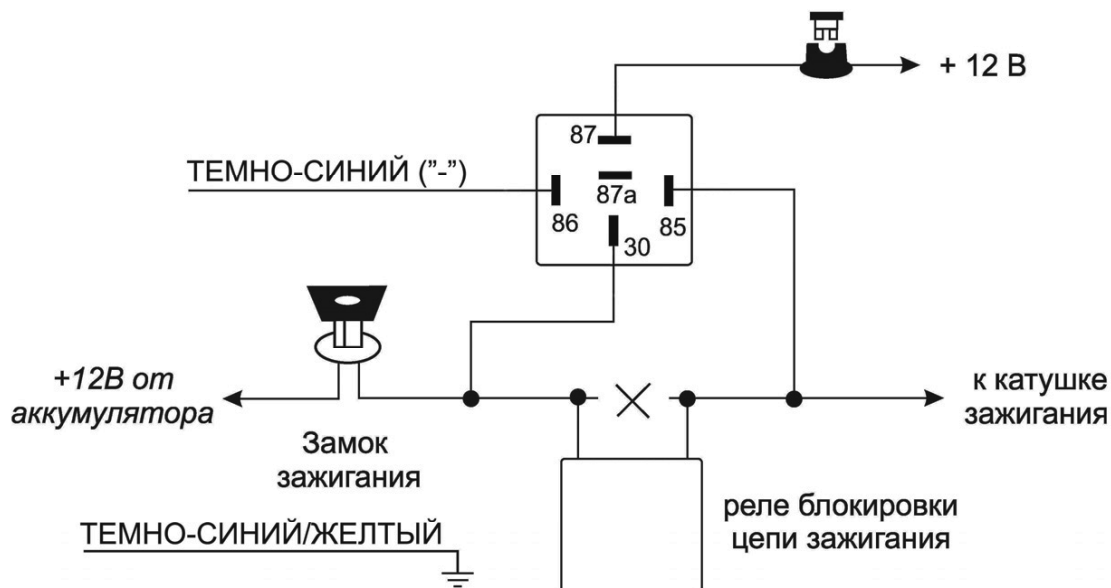 + 12 В
87
ТЕМНО-СИНИЙ ("-")
87а
86
85
30
+12В от
аккумулятора
Замок
зажигания
к катушке
зажигания
реле блокировки
цепи зажигания
ТЕМНО-СИНИЙ/ЖЕЛТЫЙ